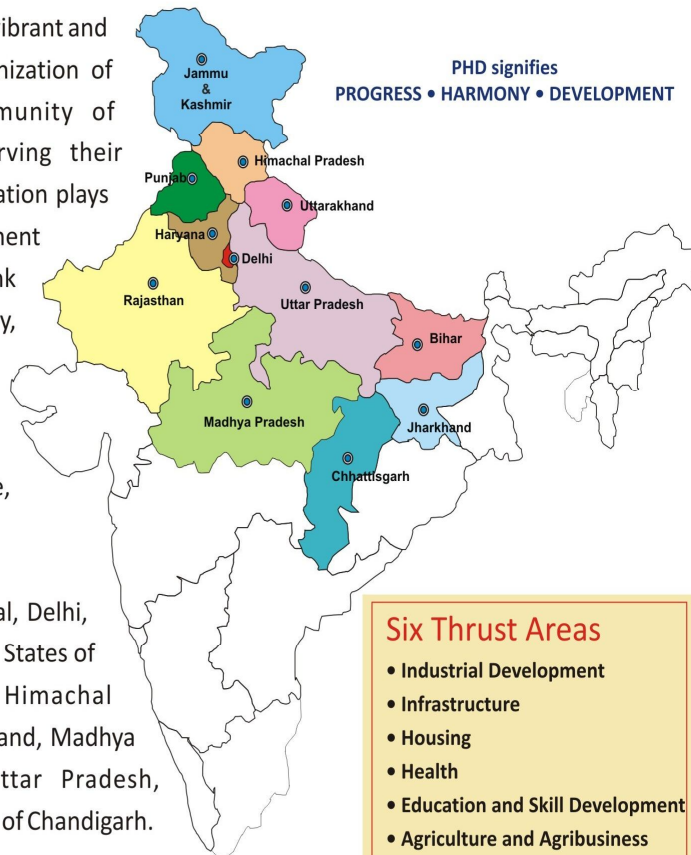 vibrant and
nization of
munity of
rving their
ation plays
ment
nk
y,
e,
al, Delhi,
States of
Himachal
and, Madhya
ttar Pradesh,
of Chandigarh.
PHD signifies
PROGRESS • HARMONY • DEVELOPMENT
Jammu
&
Kashmir
Himachal Pradesh
Punjab
Uttarakhand
Haryana
Delhi
Rajasthan
Uttar Pradesh
Bihar
Madhya Pradesh
Jharkhand
Chhattisgarh
Six Thrust Areas
• Industrial Development
• Infrastructure
• Housing
• Health
• Education and Skill Development
• Agriculture and Agribusiness